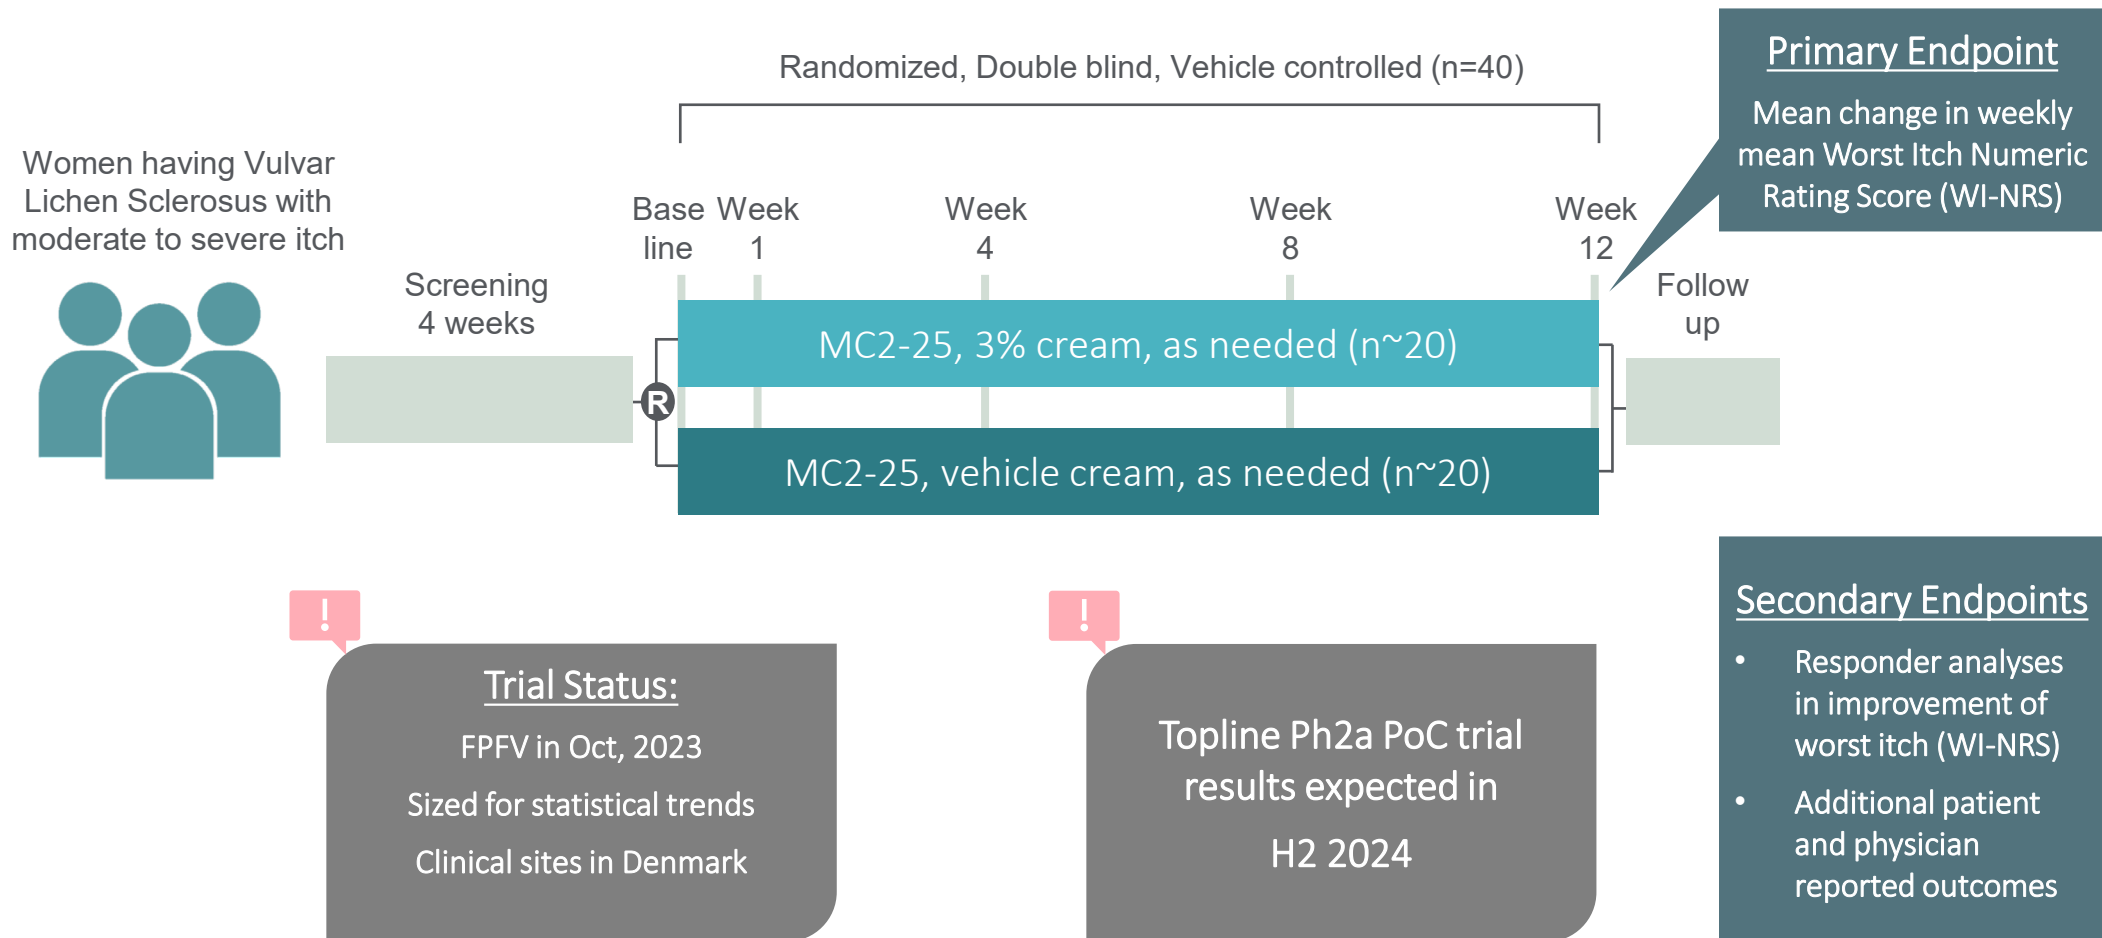 Randomized, Double blind, Vehicle controlled (n=40)
Primary Endpoint
Mean change in weekly
mean Worst Itch Numeric
Rating Score (WI-NRS)
Women having Vulvar
Lichen Sclerosus with
moderate to severe itch
Screening
4 weeks
Base
line
Week
1
Week
4
Week
8
Week
12
Follow
up
R
MC2-25, 3% cream, as needed (n~20)
MC2-25, vehicle cream, as needed (n~20)
!
Trial Status:
FPFV in Oct, 2023
Sized for statistical trends
Clinical sites in Denmark
!
Topline Ph2a PoC trial
results expected in
H2 2024
Secondary Endpoints
• Responder analyses
in improvement of
worst itch (WI-NRS)
• Additional patient
and physician
reported outcomes